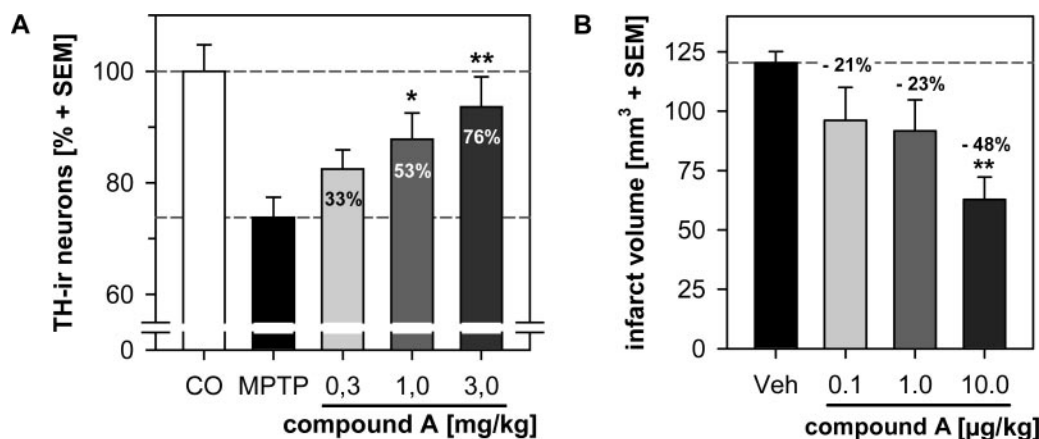 A
TH-ir neurons [% + SEM]
100
80
60
0
33%
*
53%
**
76%
CO MPTP 0,3 1,0 3,0
compound A [mg/kg]
B
infarct volume [mm³ + SEM]
125
100
75
50
25
0
- 21%
- 23%
- 48%
**
Veh 0.1 1.0 10.0
compound A [µg/kg]